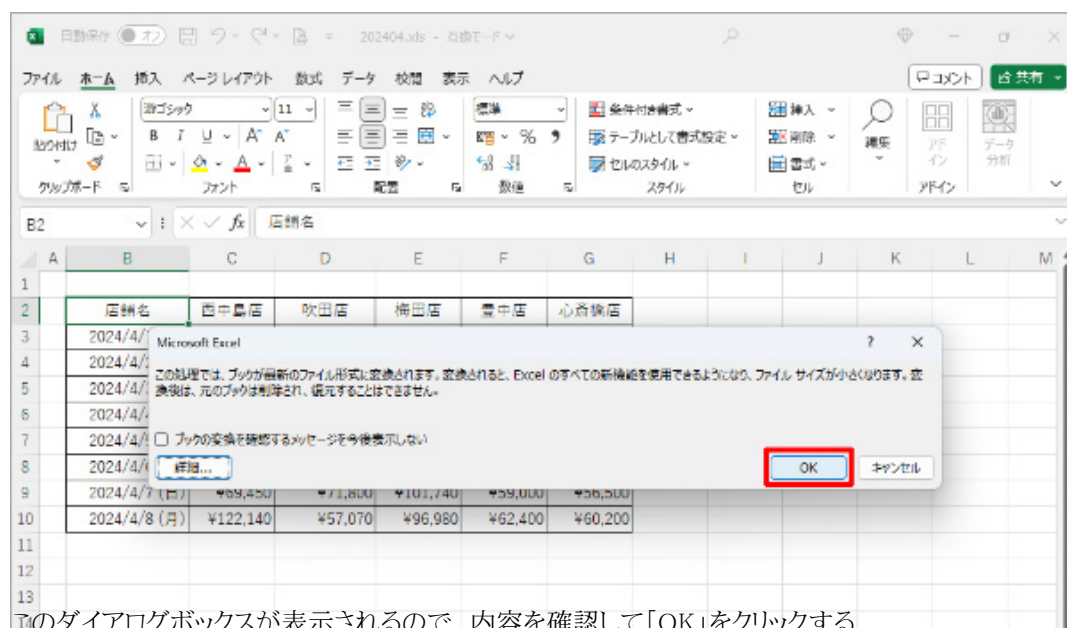 自動保存 オフ 202404.xls - 互換モード
ファイル ホーム 挿入 ページ レイアウト 数式 データ 校閲 表示 ヘルプ コメント 共有
游ゴシック 11 標準 条件付き書式 挿入
貼り付け B I U A^ A 編集 アドイン データ分析
% テーブルとして書式設定 削除
セルのスタイル 書式
クリップボード フォント 配置 数値 スタイル セル アドイン
B2 fx 店舗名
A B C D E F G H I J K L M
1
2 店舗名 西中島店 吹田店 梅田店 豊中店 心斎橋店
3 2024/4/
Microsoft Excel ? ×
4 2024/4/
この処理では、ブックが最新のファイル形式に変換されます。変換されると、Excel のすべての新機能を使用できるようになり、ファイル サイズが小さくなります。変
5 2024/4/
換後は、元のブックは削除され、復元することはできません。
6 2024/4/
7 2024/4/
ブックの変換を確認するメッセージを今後表示しない
8 2024/4/
詳細... OK キャンセル
9 2024/4/7 (日) ¥69,450 ¥71,800 ¥101,740 ¥59,000 ¥56,500
10 2024/4/8 (月) ¥122,140 ¥57,070 ¥96,980 ¥62,400 ¥60,200
11
12
13
14
このダイアログボックスが表示されるので、内容を確認して「OK」をクリックする